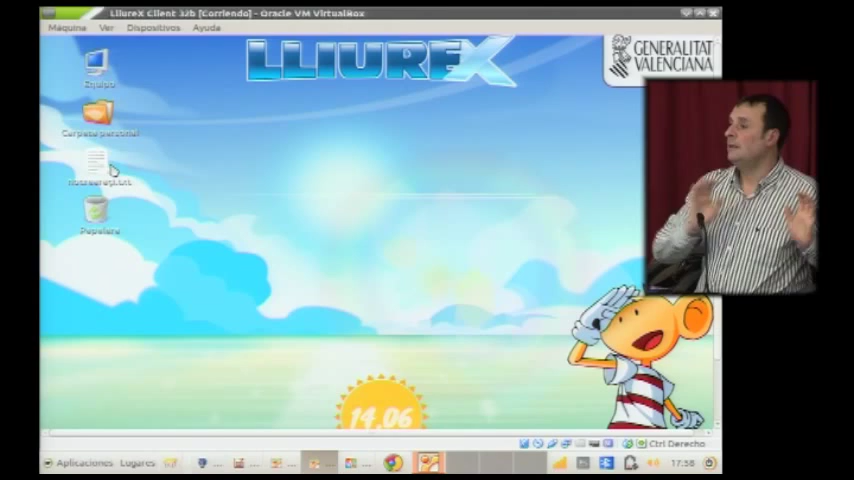 LliureX Client 32b [Corriendo] - Oracle VM VirtualBox
Máquina Ver Dispositivos Ayuda
LLIUREX
GENERALITAT
VALENCIANA
Equipo
Carpeta personal
Papelera
14.06
Ctrl Derecho
Aplicaciones Lugares
17:58